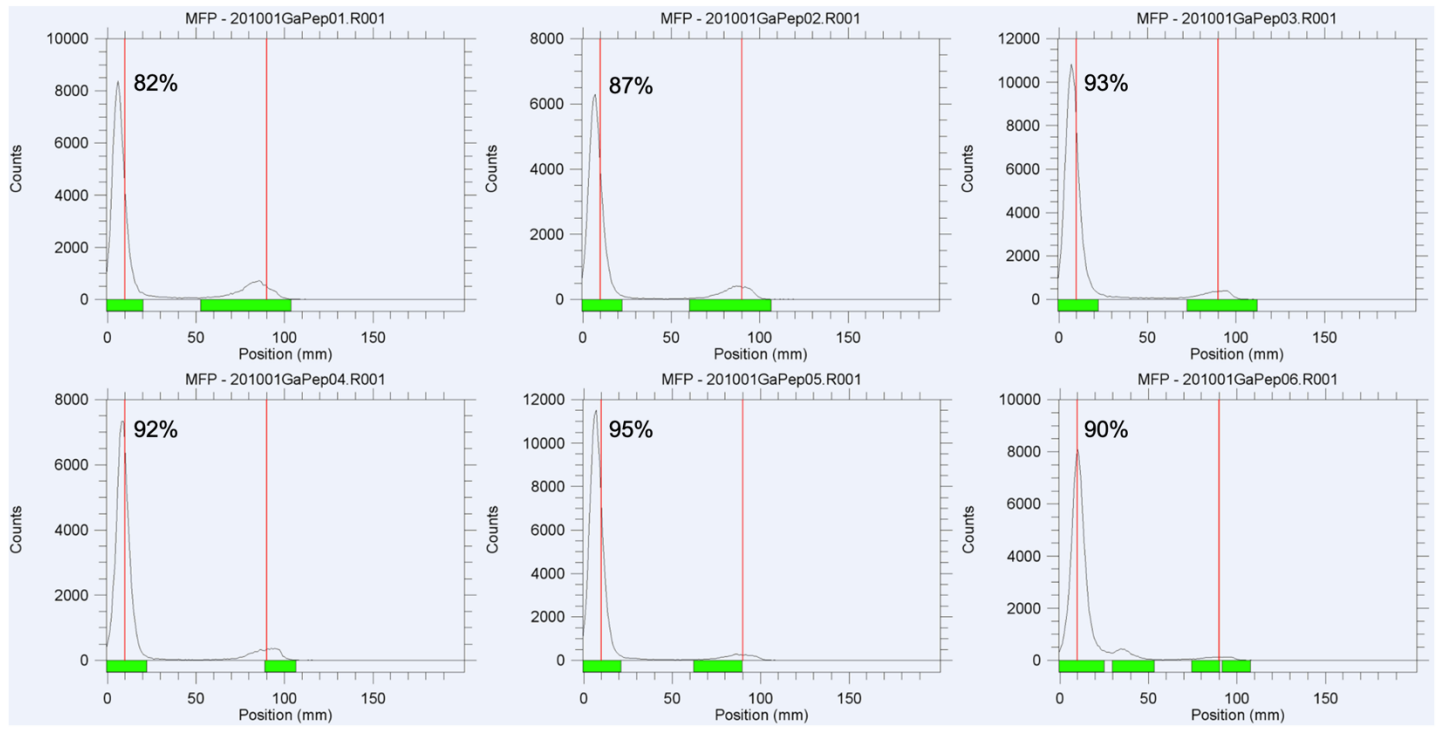 MFP - 201001GaPep01.R001
10000
8000
6000
4000
2000
0
Counts
82%
0 50 100 150
Position (mm)
MFP - 201001GaPep02.R001
8000
6000
4000
2000
0
Counts
87%
0 50 100 150
Position (mm)
MFP - 201001GaPep03.R001
12000
10000
8000
6000
4000
2000
0
Counts
93%
0 50 100 150
Position (mm)
MFP - 201001GaPep04.R001
8000
6000
4000
2000
0
Counts
92%
0 50 100 150
Position (mm)
MFP - 201001GaPep05.R001
12000
10000
8000
6000
4000
2000
0
Counts
95%
0 50 100 150
Position (mm)
MFP - 201001GaPep06.R001
10000
8000
6000
4000
2000
0
Counts
90%
0 50 100 150
Position (mm)